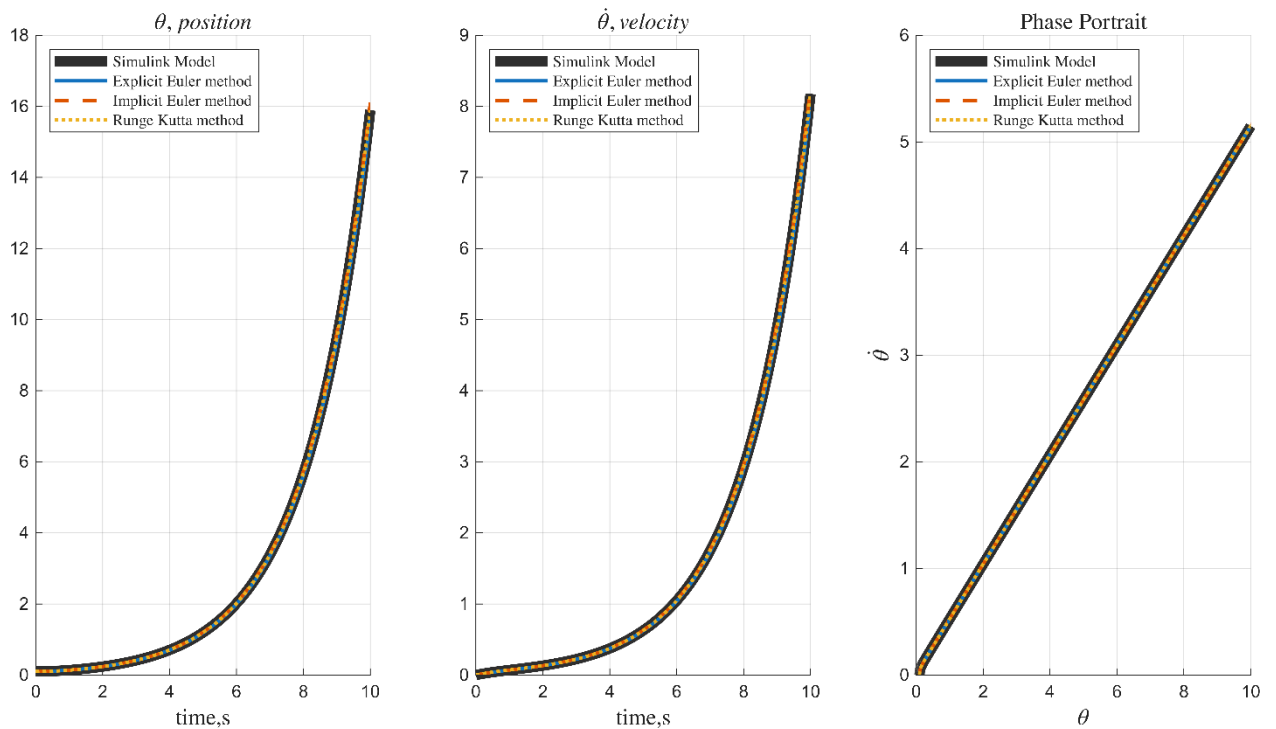 θ, position
Simulink Model
Explicit Euler method
Implicit Euler method
Runge Kutta method
18
16
14
12
10
8
6
4
2
0
0 2 4 6 8 10
time,s
θ̇, velocity
Simulink Model
Explicit Euler method
Implicit Euler method
Runge Kutta method
9
8
7
6
5
4
3
2
1
0
0 2 4 6 8 10
time,s
Phase Portrait
Simulink Model
Explicit Euler method
Implicit Euler method
Runge Kutta method
6
5
4
3
2
1
0
θ̇
0 2 4 6 8 10
θ